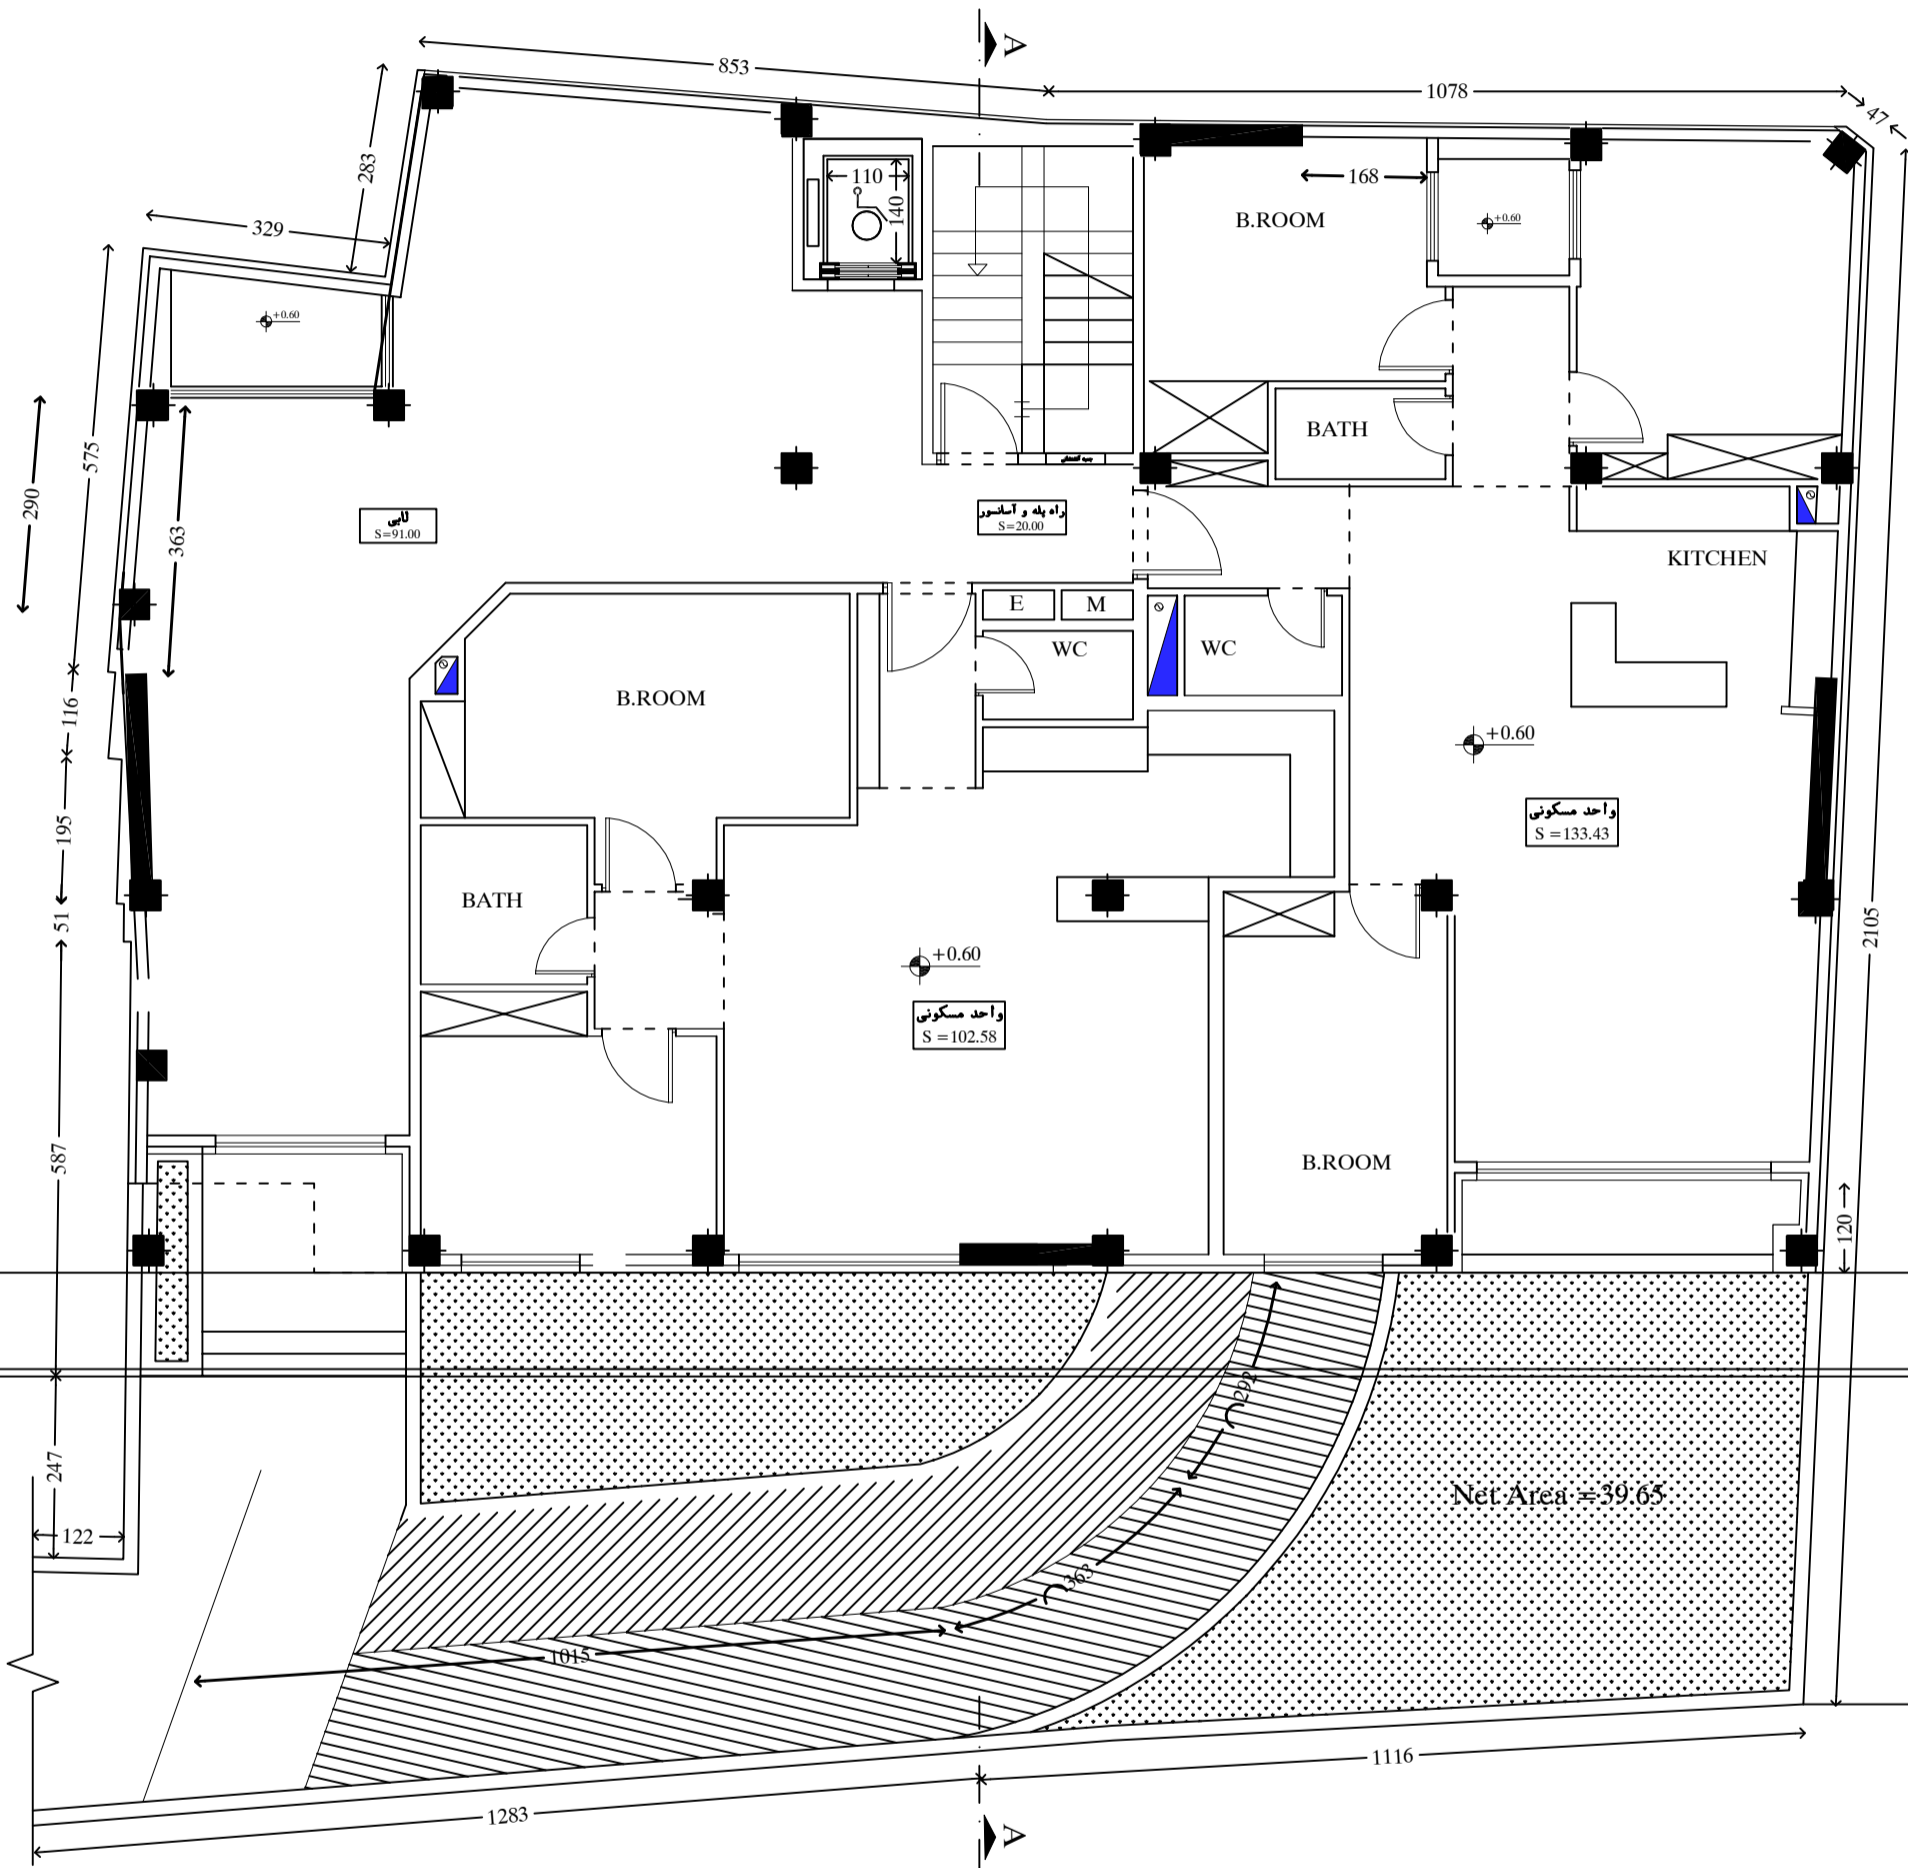 A
853
1078
47
283
110
168
140
B.ROOM
+0.60
329
+0.60
575
BATH
290
363
لابی
S=91.00
راه پله و آسانسور
S=20.00
KITCHEN
E
M
WC
WC
B.ROOM
116
+0.60
195
واحد مسکونی
S =133.43
BATH
51
2105
+0.60
واحد مسکونی
S =102.58
587
B.ROOM
120
292
247
Net Area =39.65
122
363
1015
1116
1283
A